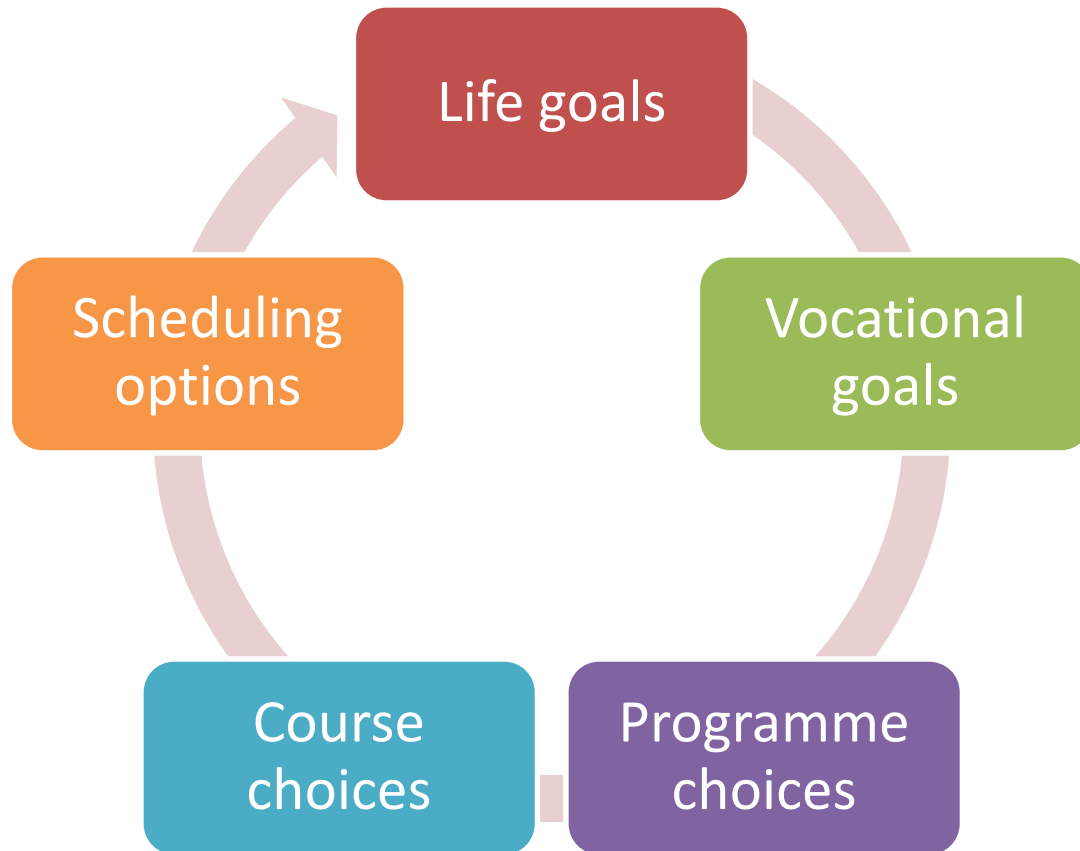 Life goals
Vocational
goals
Programme
choices
Course
choices
Scheduling
options